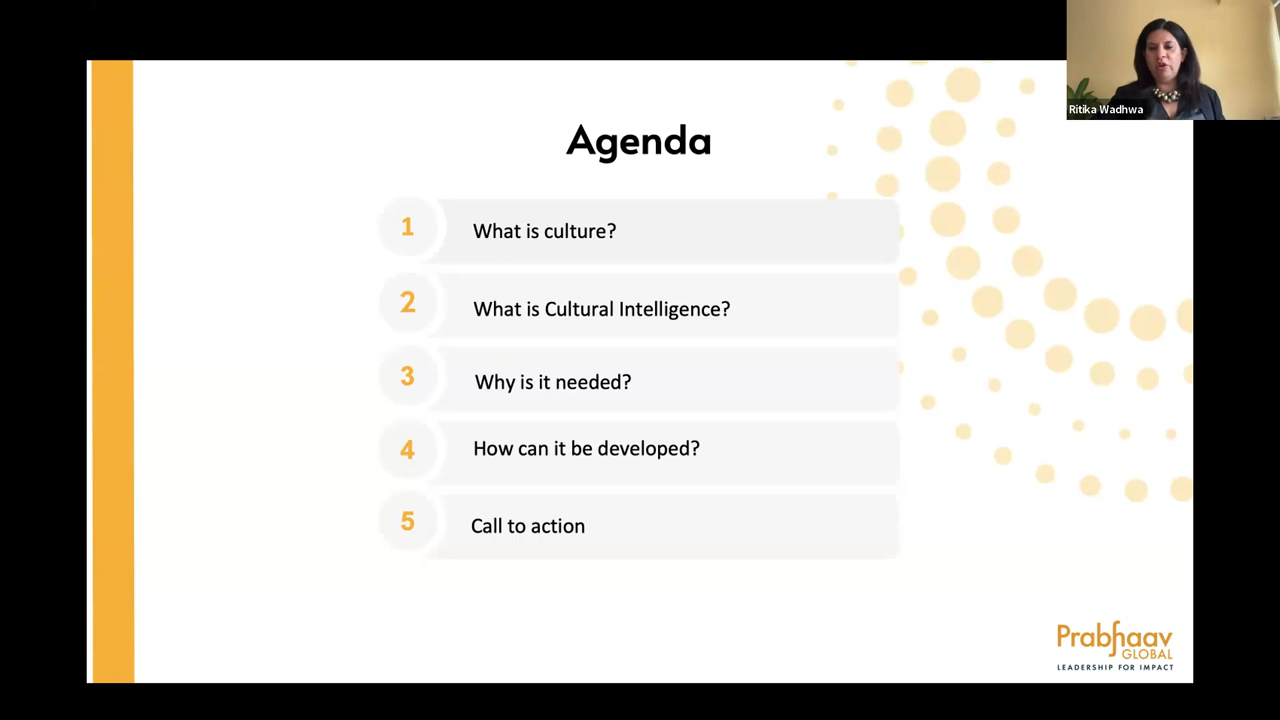 Ritika Wadhwa
Agenda
1 What is culture?
2 What is Cultural Intelligence?
3 Why is it needed?
4 How can it be developed?
5 Call to action
Prabhaav
GLOBAL
LEADERSHIP FOR IMPACT